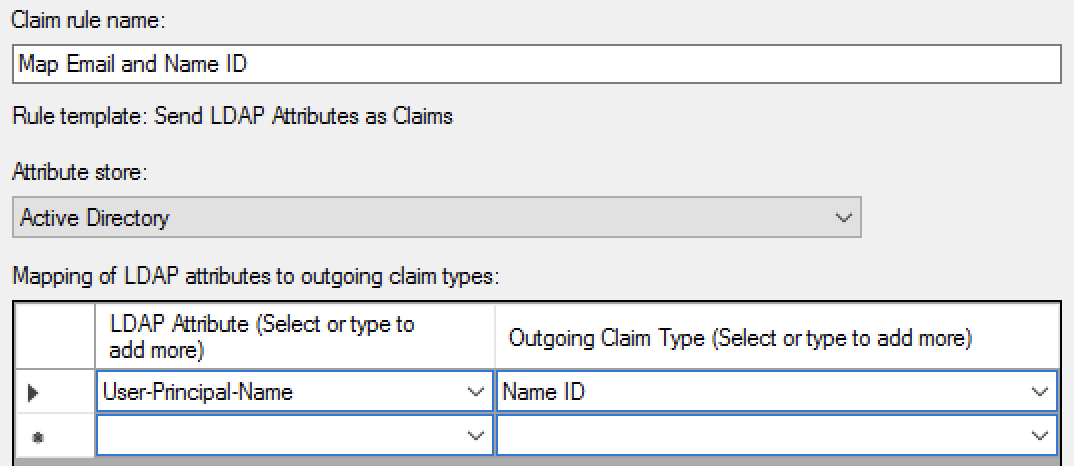 Claim rule name:
Map Email and Name ID
Rule template: Send LDAP Attributes as Claims
Attribute store:
Active Directory
Mapping of LDAP attributes to outgoing claim types:
LDAP Attribute (Select or type to
add more)
Outgoing Claim Type (Select or type to add more)
User-Principal-Name
Name ID